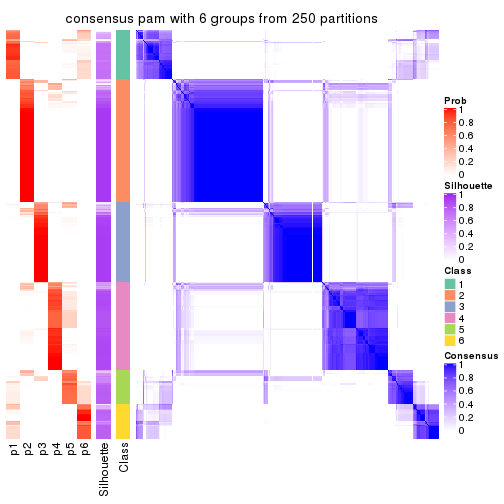 consensus pam with 6 groups from 250 partitions
Prob
1
0.8
0.6
0.4
0.2
0
Silhouette
1
0.8
0.6
0.4
0.2
0
Class
1
2
3
4
5
6
Consensus
1
0.8
0.6
0.4
0.2
0
p1
p2
p3
p4
p5
p6
Silhouette
Class